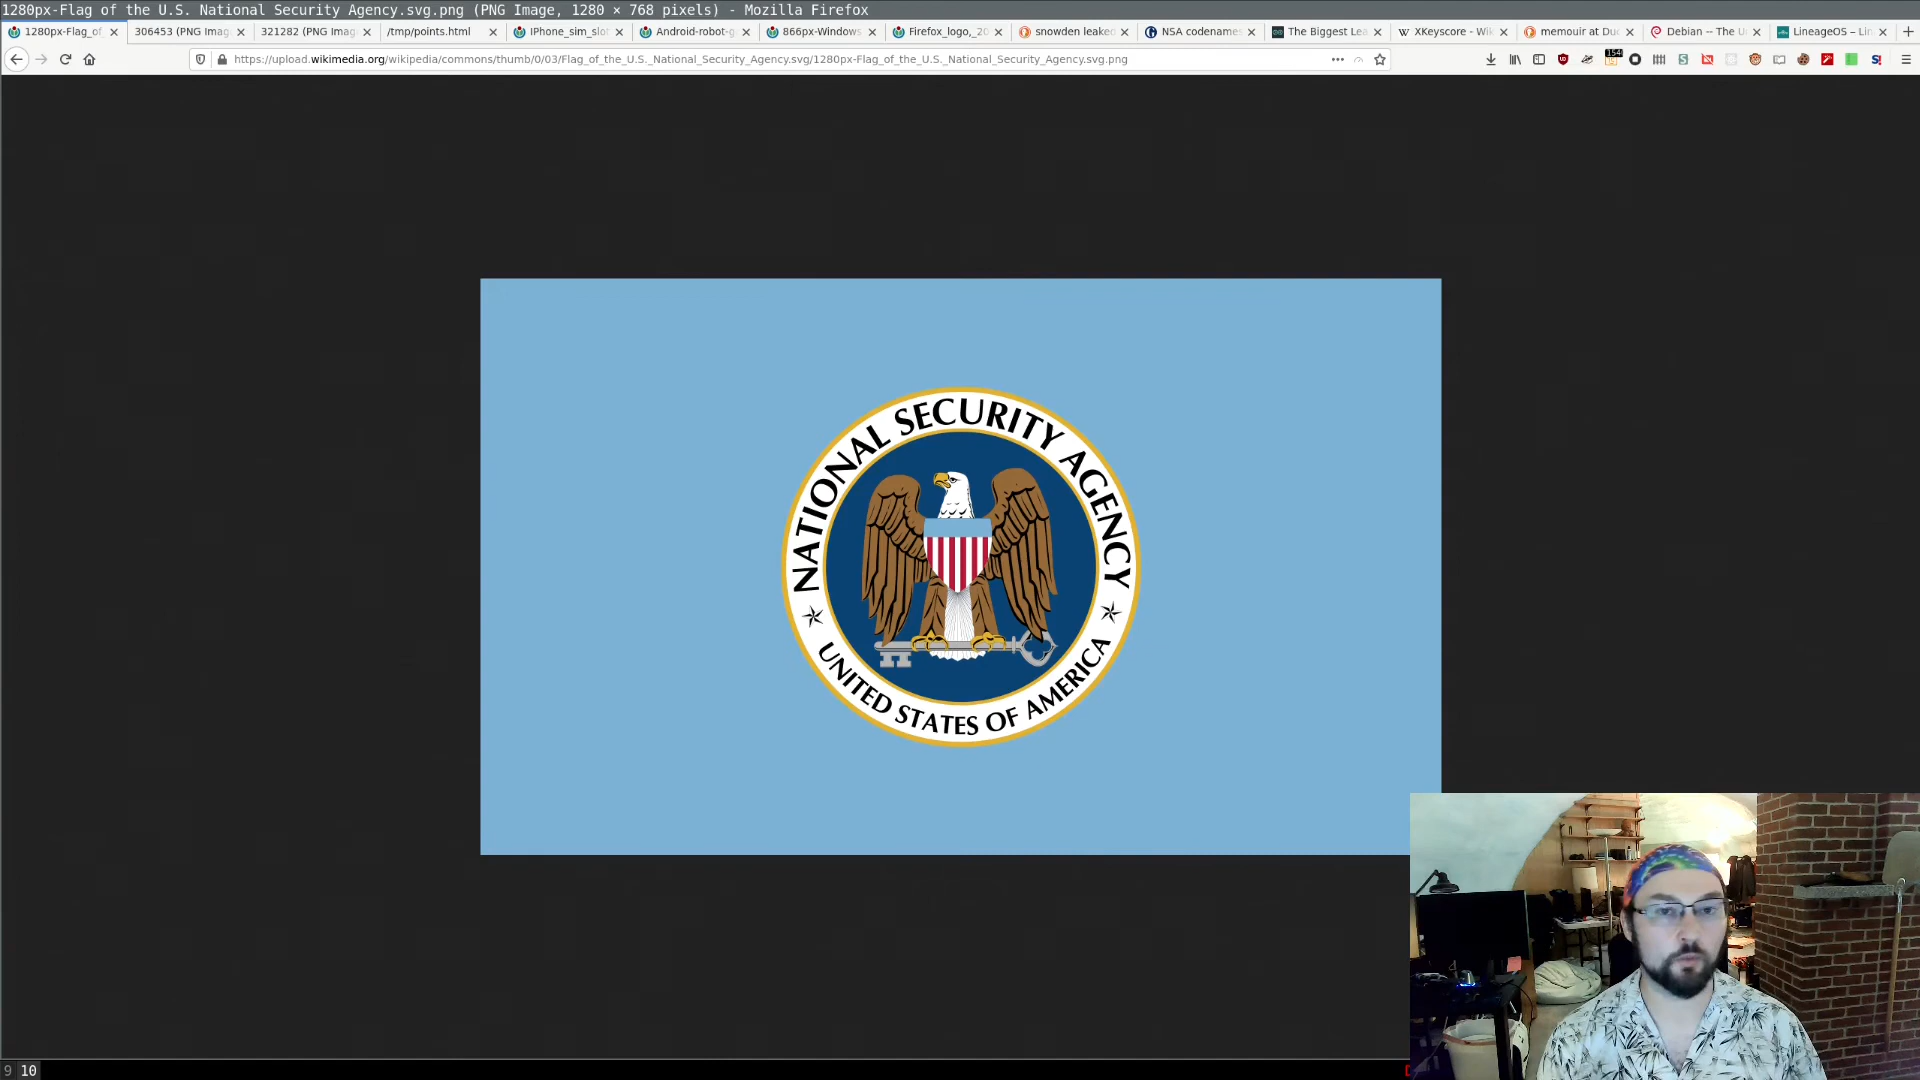 1280px-Flag of the U.S. National Security Agency.svg.png (PNG Image, 1280 × 768 pixels) - Mozilla Firefox
1280px-Flag_of
306453 (PNG Imag
321282 (PNG Imag
/tmp/points.html
IPhone_sim_slot
Android-robot-g
866px-Windows
Firefox_logo,_20
snowden leaked
NSA codenames
The Biggest Lea
XKeyscore - Wik
memouir at Duc
Debian -- The U
LineageOS – Lin
https://upload.wikimedia.org/wikipedia/commons/thumb/0/03/Flag_of_the_U.S._National_Security_Agency.svg/1280px-Flag_of_the_U.S._National_Security_Agency.svg.png
154
NATIONAL SECURITY AGENCY
UNITED STATES OF AMERICA
9 10